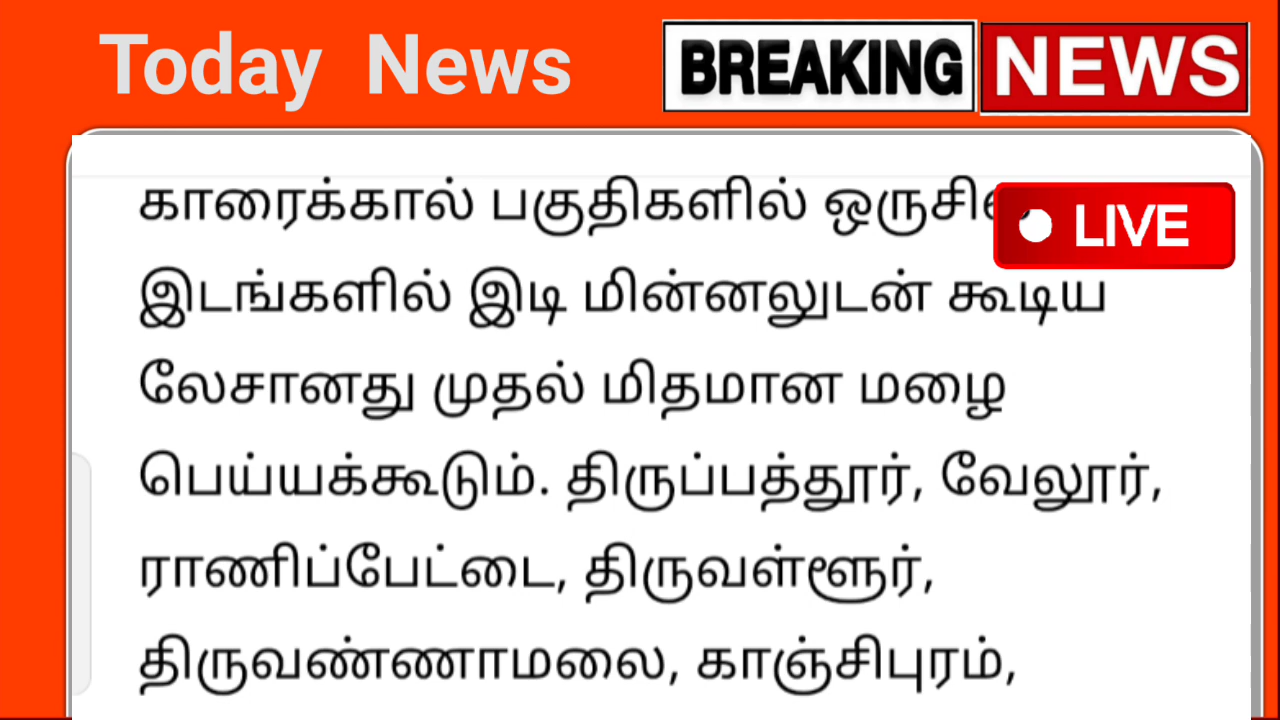 Today News
BREAKING NEWS
காரைக்கால் பகுதிகளில்
LIVE
இடங்களில் இடி மின்னலுடன் கூடிய
லேசானது முதல் மிதமான மழை
பெய்யக்கூடும். திருப்பத்தூர், வேலூர்,
ராணிப்பேட்டை, திருவள்ளூர்,
திருவண்ணாமலை, காஞ்சிபுரம்,